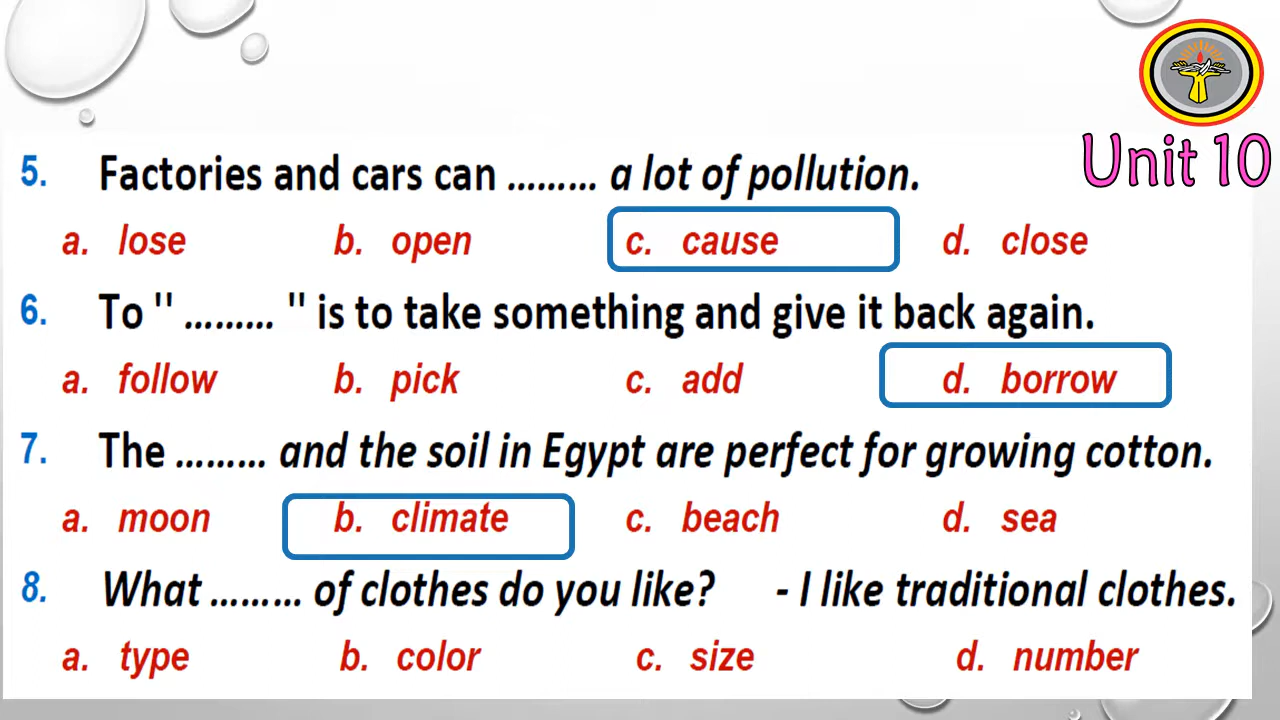 Unit 10
5. Factories and cars can ......... a lot of pollution.
a. lose b. open c. cause d. close
6. To " ......... " is to take something and give it back again.
a. follow b. pick c. add d. borrow
7. The ......... and the soil in Egypt are perfect for growing cotton.
a. moon b. climate c. beach d. sea
8. What ......... of clothes do you like? - I like traditional clothes.
a. type b. color c. size d. number